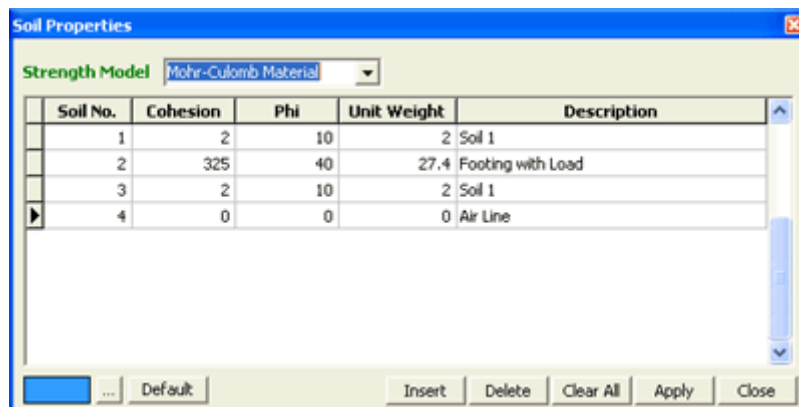 Soil Properties
Strength Model Mohr-Culomb Material
Soil No. Cohesion Phi Unit Weight Description
1 2 10 2 Soil 1
2 325 40 27.4 Footing with Load
3 2 10 2 Soil 1
4 0 0 0 Air Line
... Default Insert Delete Clear All Apply Close